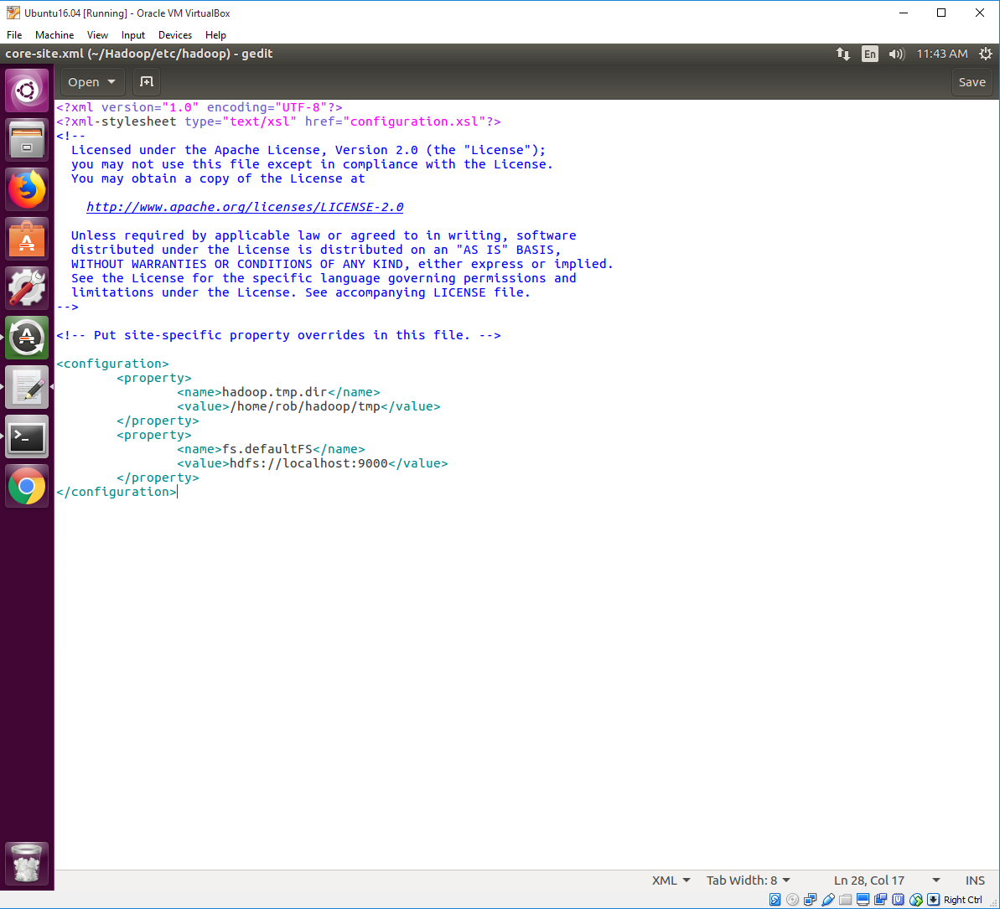 Ubuntu16.04 [Running] - Oracle VM VirtualBox
File Machine View Input Devices Help
core-site.xml (~/Hadoop/etc/hadoop) - gedit En 11:43 AM
Open Save
<?xml version="1.0" encoding="UTF-8"?>
<?xml-stylesheet type="text/xsl" href="configuration.xsl"?>
<!--
  Licensed under the Apache License, Version 2.0 (the "License");
  you may not use this file except in compliance with the License.
  You may obtain a copy of the License at

    http://www.apache.org/licenses/LICENSE-2.0

  Unless required by applicable law or agreed to in writing, software
  distributed under the License is distributed on an "AS IS" BASIS,
  WITHOUT WARRANTIES OR CONDITIONS OF ANY KIND, either express or implied.
  See the License for the specific language governing permissions and
  limitations under the License. See accompanying LICENSE file.
-->

<!-- Put site-specific property overrides in this file. -->

<configuration>
        <property>
                <name>hadoop.tmp.dir</name>
                <value>/home/rob/hadoop/tmp</value>
        </property>
        <property>
                <name>fs.defaultFS</name>
                <value>hdfs://localhost:9000</value>
        </property>
</configuration>
XML Tab Width: 8 Ln 28, Col 17 INS
Right Ctrl